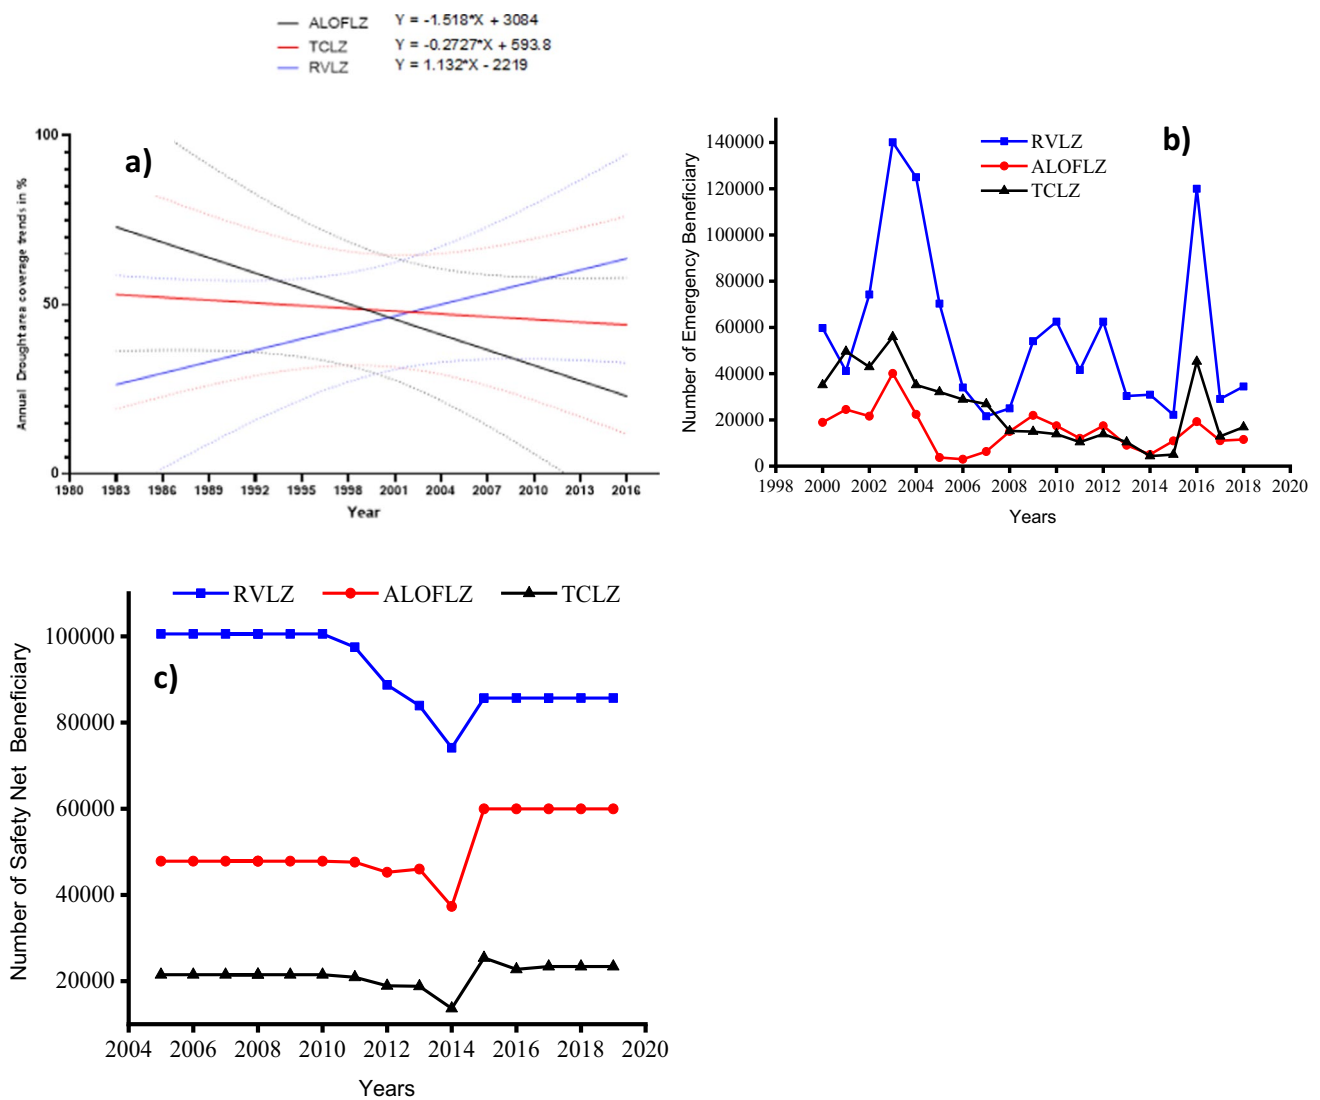 ALOFLZ Y = -1.518*X + 3084
TCLZ Y = -0.2727*X + 593.8
RVLZ Y = 1.132*X - 2219
a)
Annual Droughtarea coverage trends in %
100
50
0
1980 1983 1986 1989 1992 1995 1998 2001 2004 2007 2010 2013 2016
Year
b)
RVLZ
ALOFLZ
TCLZ
Number of Emergency Beneficiary
140000
120000
100000
80000
60000
40000
20000
0
1998 2000 2002 2004 2006 2008 2010 2012 2014 2016 2018 2020
Years
RVLZ ALOFLZ TCLZ
c)
Number of Safety Net Beneficiary
100000
80000
60000
40000
20000
2004 2006 2008 2010 2012 2014 2016 2018 2020
Years